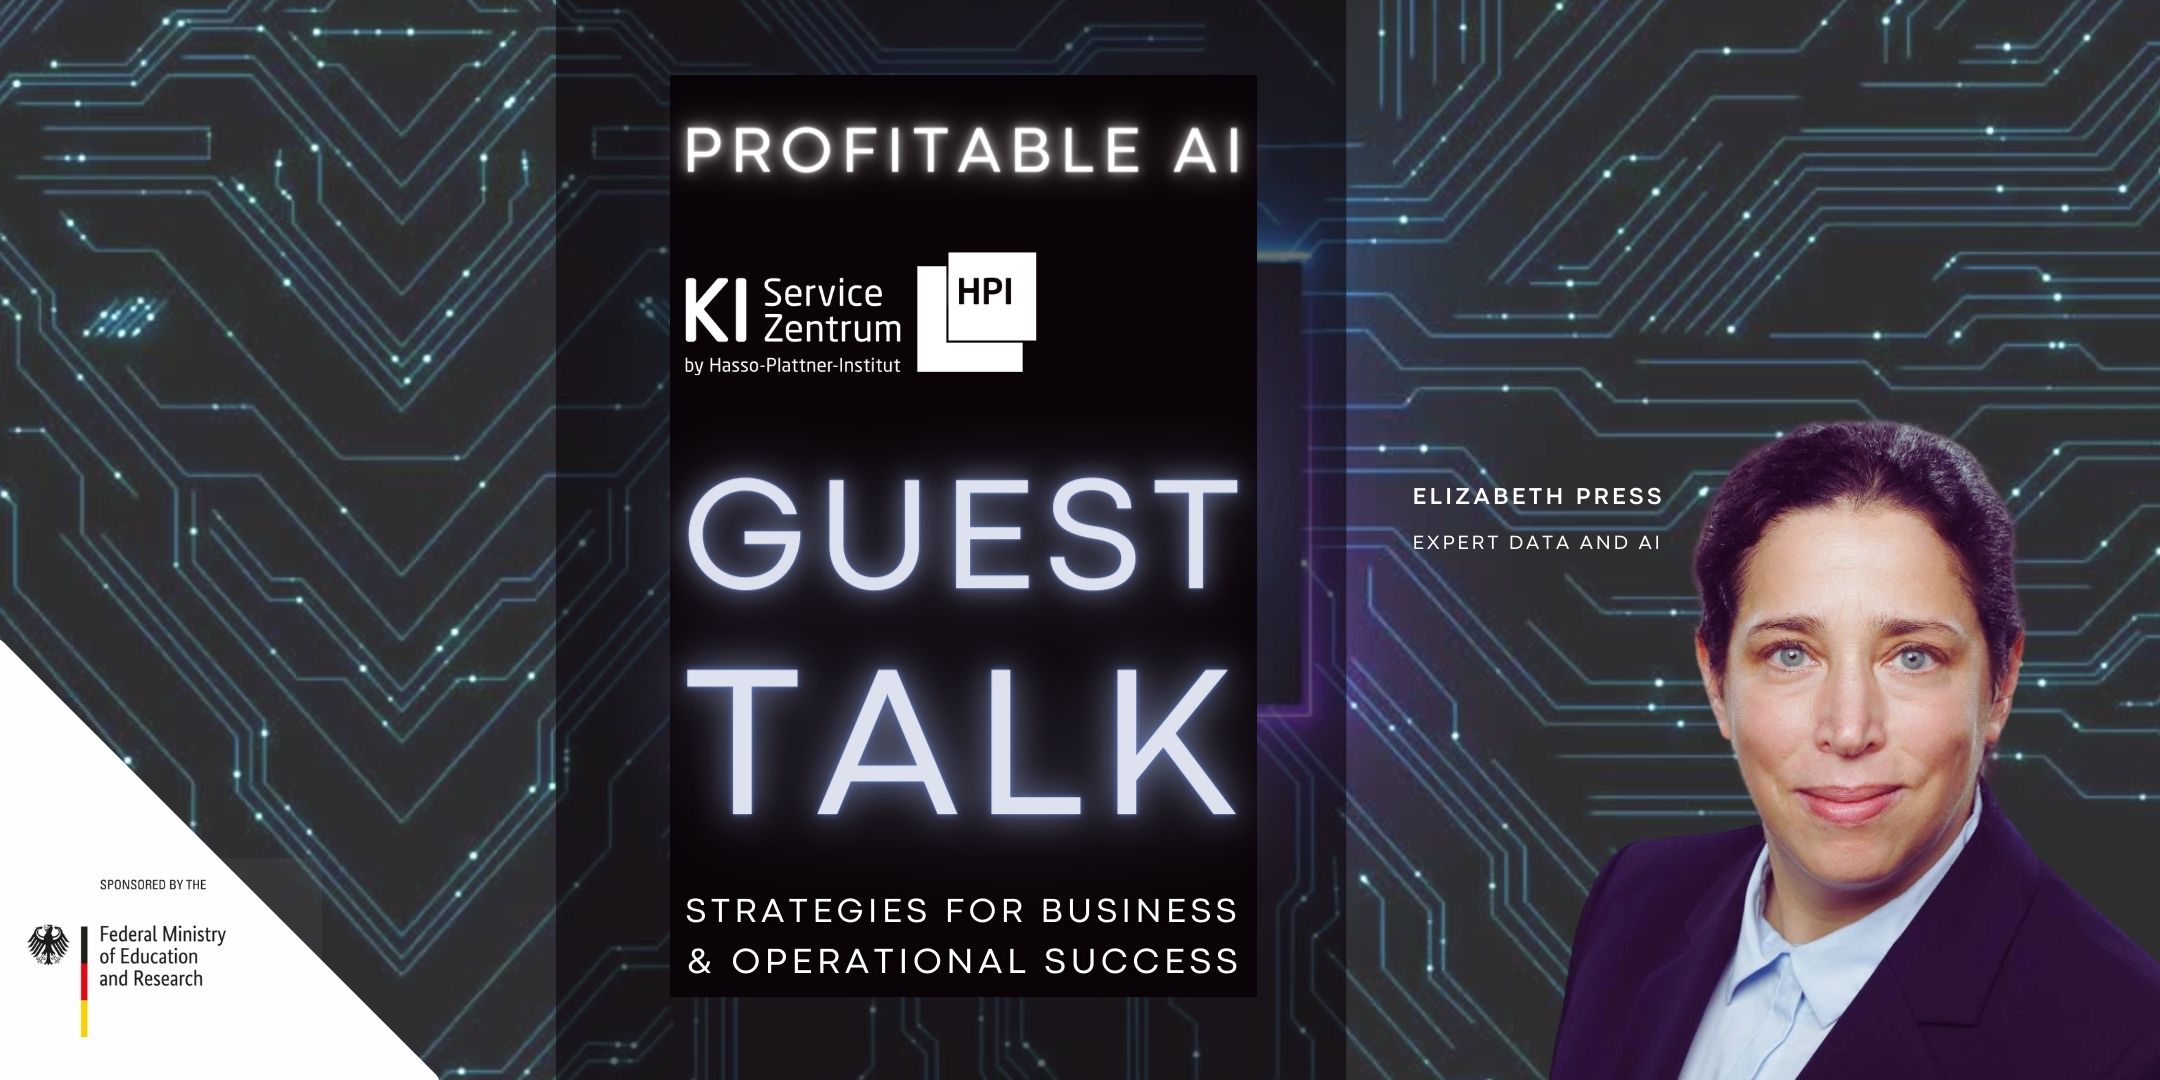 PROFITABLE AI
KI Service
Zentrum
by Hasso-Plattner-Institut
HPI
GUEST
TALK
STRATEGIES FOR BUSINESS
& OPERATIONAL SUCCESS
ELIZABETH PRESS
EXPERT DATA AND AI
SPONSORED BY THE
Federal Ministry
of Education
and Research